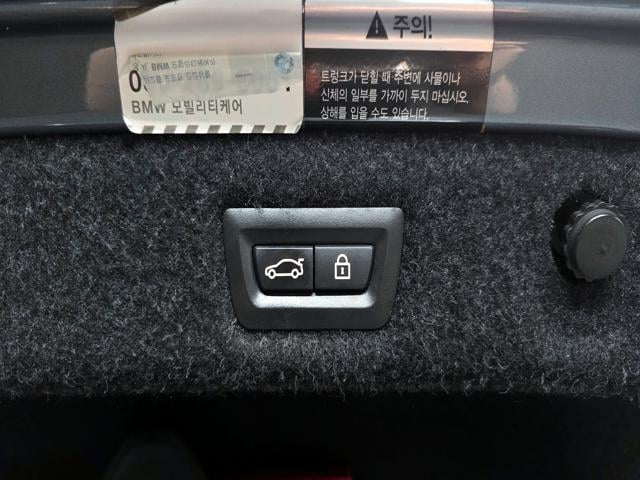 주의!
트렁크가 닫힐 때 주변에 사물이나
신체의 일부를 가까이 두지 마십시오.
상해를 입을 수도 있습니다.
BMW 모빌리티케어